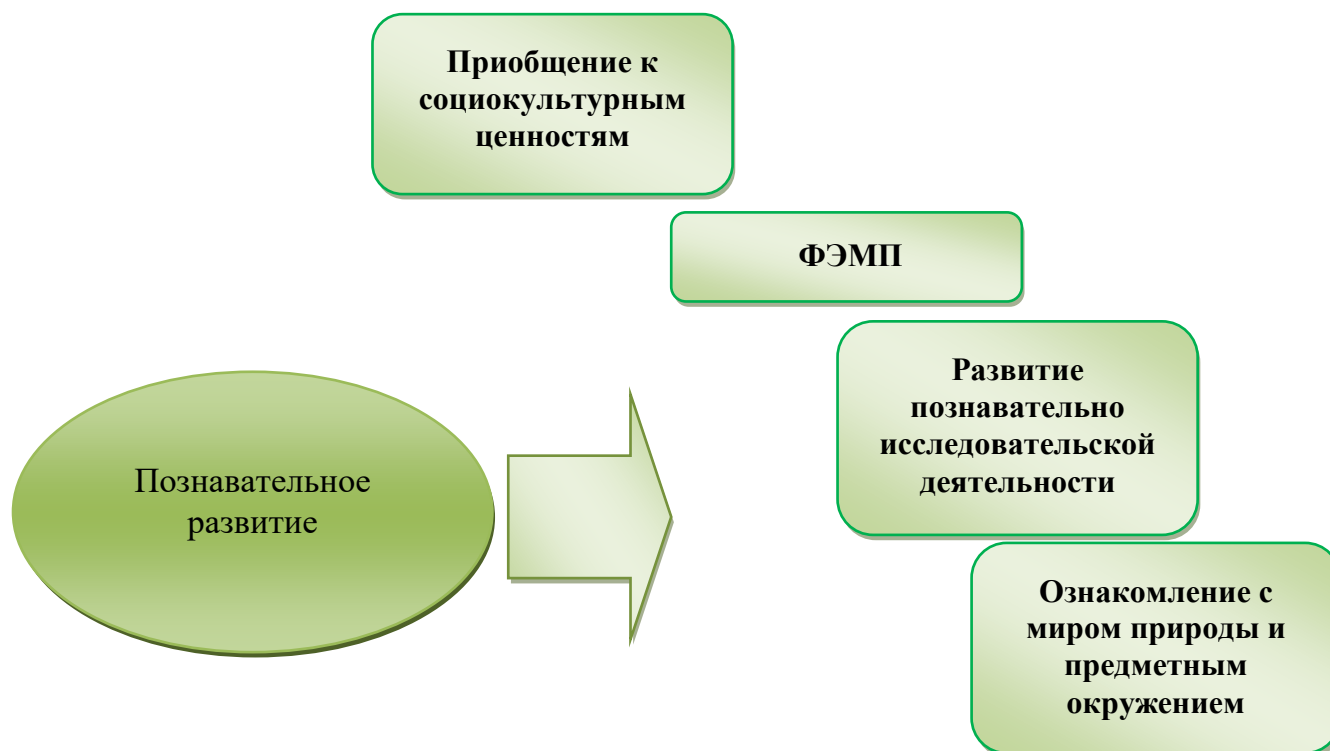 Приобщение к
социокультурным
ценностям
ФЭМП
Развитие
познавательно
исследовательской
деятельности
Познавательное
развитие
Ознакомление с
миром природы и
предметным
окружением